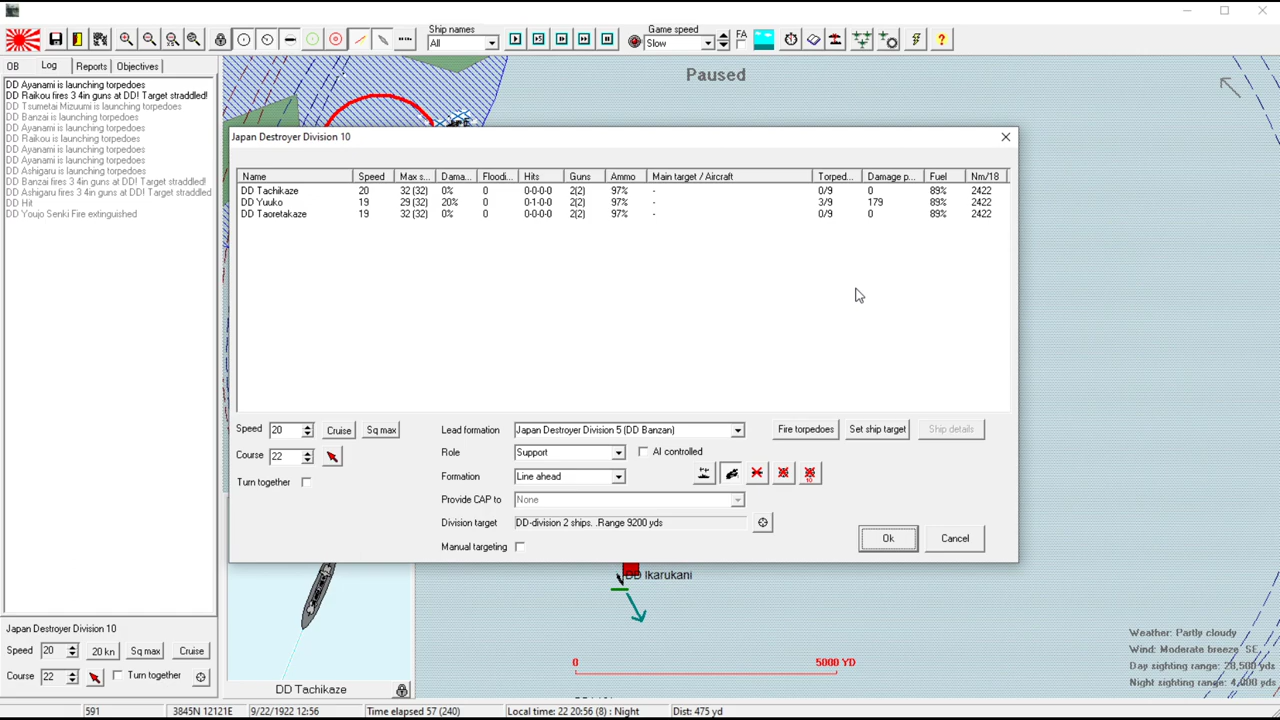 Ship names
Game speed
All
Slow
FA
OB Log Reports Objectives
Paused
DD Ayanami is launching torpedoes
DD Raikou fires 3 4in guns at DD! Target straddled!
DD Tsumetai Mizuumi is launching torpedoes
DD Banzai is launching torpedoes
DD Ayanami is launching torpedoes
DD Raikou is launching torpedoes
DD Ayanami is launching torpedoes
DD Ayanami is launching torpedoes
DD Ashigaru is launching torpedoes
DD Banzai fires 3 4in guns at DD! Target straddled!
DD Ashigaru fires 3 4in guns at DD! Target straddled
DD Hit
DD Youjo Senki Fire extinguished
Japan Destroyer Division 10
Name Speed Max s... Dama... Floodi... Hits Guns Ammo Main target / Aircraft Torped... Damage p... Fuel Nm/18
DD Tachikaze 20 32 (32) 0% 0 0-0-0-0 2(2) 97% - 0/9 0 89% 2422
DD Yuuko 19 29 (32) 20% 0 0-1-0-0 2(2) 97% - 3/9 179 89% 2422
DD Taoretakaze 19 32 (32) 0% 0 0-0-0-0 2(2) 97% - 0/9 0 89% 2422
Speed 20 Cruise Sq max
Course 22
Turn together
Lead formation Japan Destroyer Division 5 (DD Banzan)
Fire torpedoes Set ship target Ship details
Role Support AI controlled
Formation Line ahead
10
Provide CAP to None
Division target DD-division 2 ships. .Range 9200 yds
Manual targeting
Ok Cancel
DD Ikarukani
Japan Destroyer Division 10
Speed 20 20 kn Sq max Cruise
Course 22 Turn together
DD Tachikaze
0 5000 YD
Weather: Partly cloudy
Wind: Moderate breeze SE
Day sighting range: 28,500 yds
Night sighting range: 4,000 yds
591 3845N 12121E 9/22/1922 12:56 Time elapsed 57 (240) Local time: 22 20:56 (8) : Night Dist: 475 yd